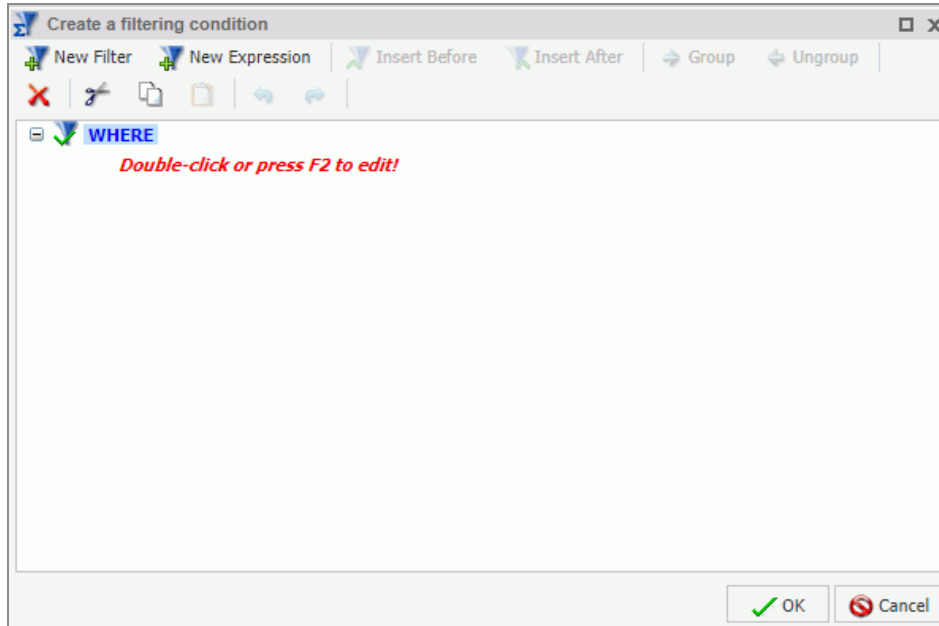 Create a filtering condition
New Filter New Expression Insert Before Insert After Group Ungroup
WHERE
Double-click or press F2 to edit!
OK Cancel